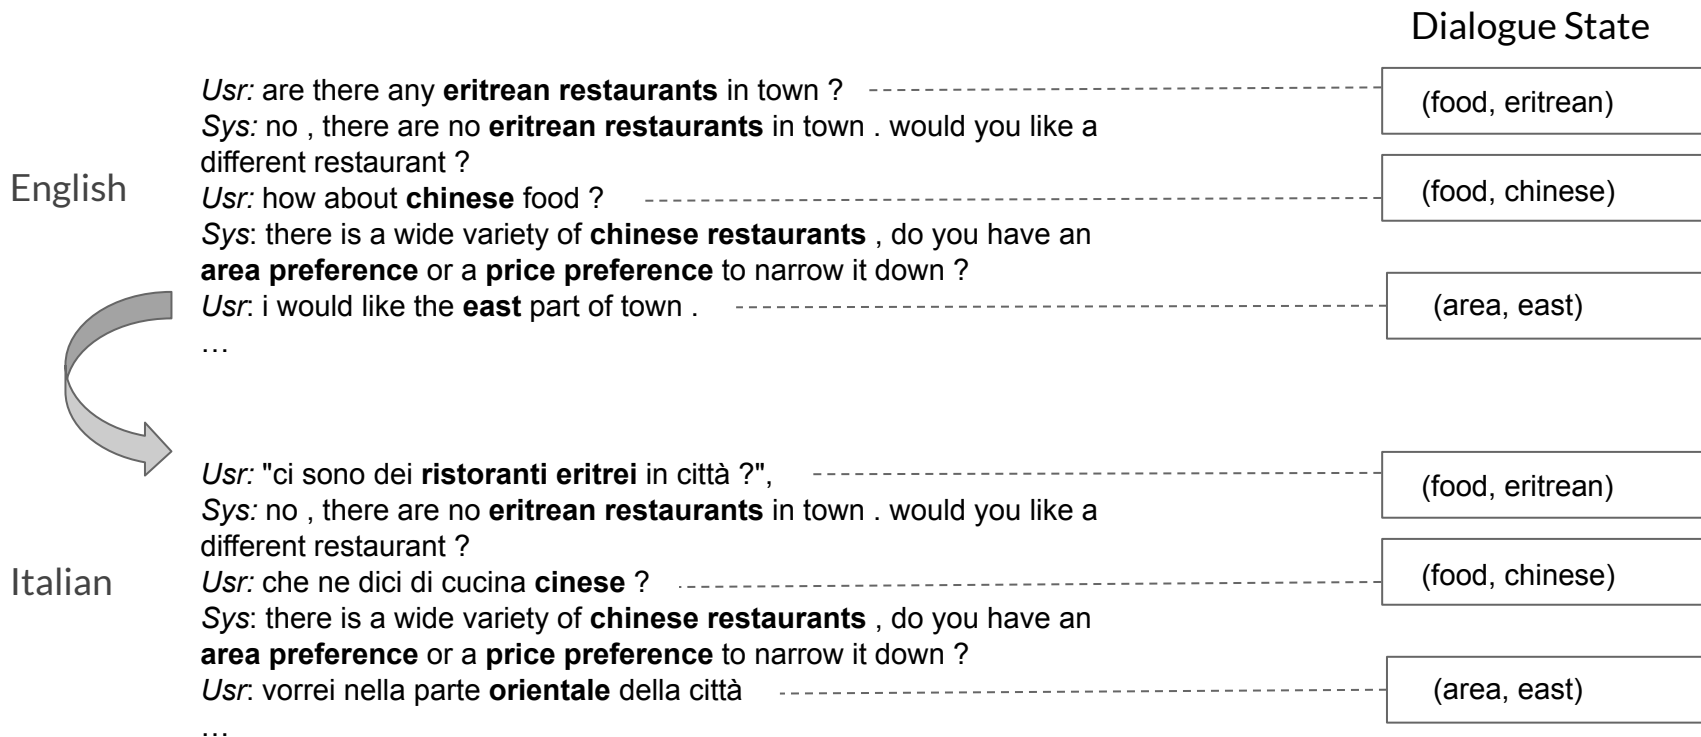 Dialogue State
Usr: are there any eritrean restaurants in town ?
(food, eritrean)
Sys: no , there are no eritrean restaurants in town . would you like a
different restaurant ?
English
Usr: how about chinese food ?
(food, chinese)
Sys: there is a wide variety of chinese restaurants , do you have an
area preference or a price preference to narrow it down ?
Usr: i would like the east part of town .
(area, east)
…
Usr: "ci sono dei ristoranti eritrei in città ?",
(food, eritrean)
Sys: no , there are no eritrean restaurants in town . would you like a
different restaurant ?
Italian
Usr: che ne dici di cucina cinese ?
(food, chinese)
Sys: there is a wide variety of chinese restaurants , do you have an
area preference or a price preference to narrow it down ?
Usr: vorrei nella parte orientale della città
(area, east)
…